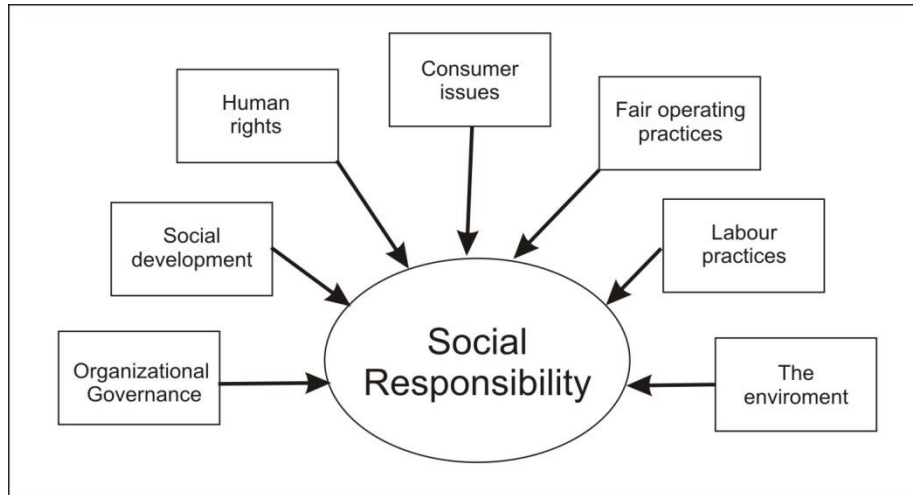 Consumer
issues
Human
rights
Fair operating
practices
Social
development
Labour
practices
Organizational
Governance
Social
Responsibility
The
enviroment